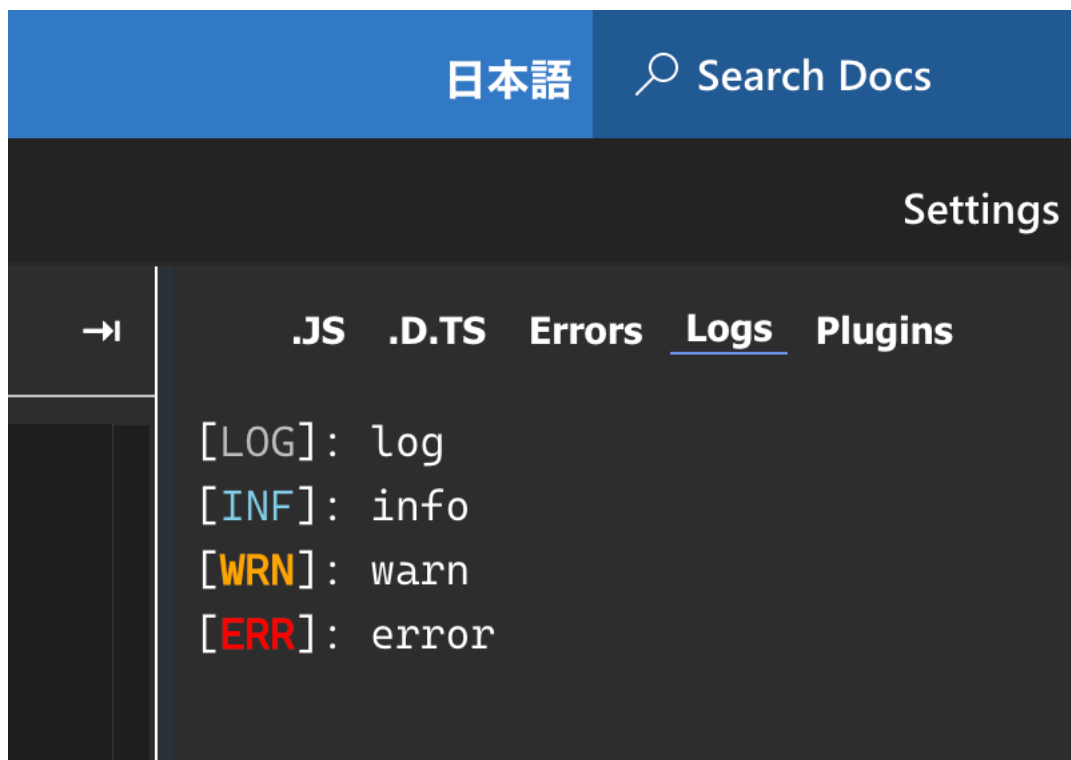 日本語 Search Docs
Settings
.JS .D.TS Errors Logs Plugins
[LOG]: log
[INF]: info
[WRN]: warn
[ERR]: error